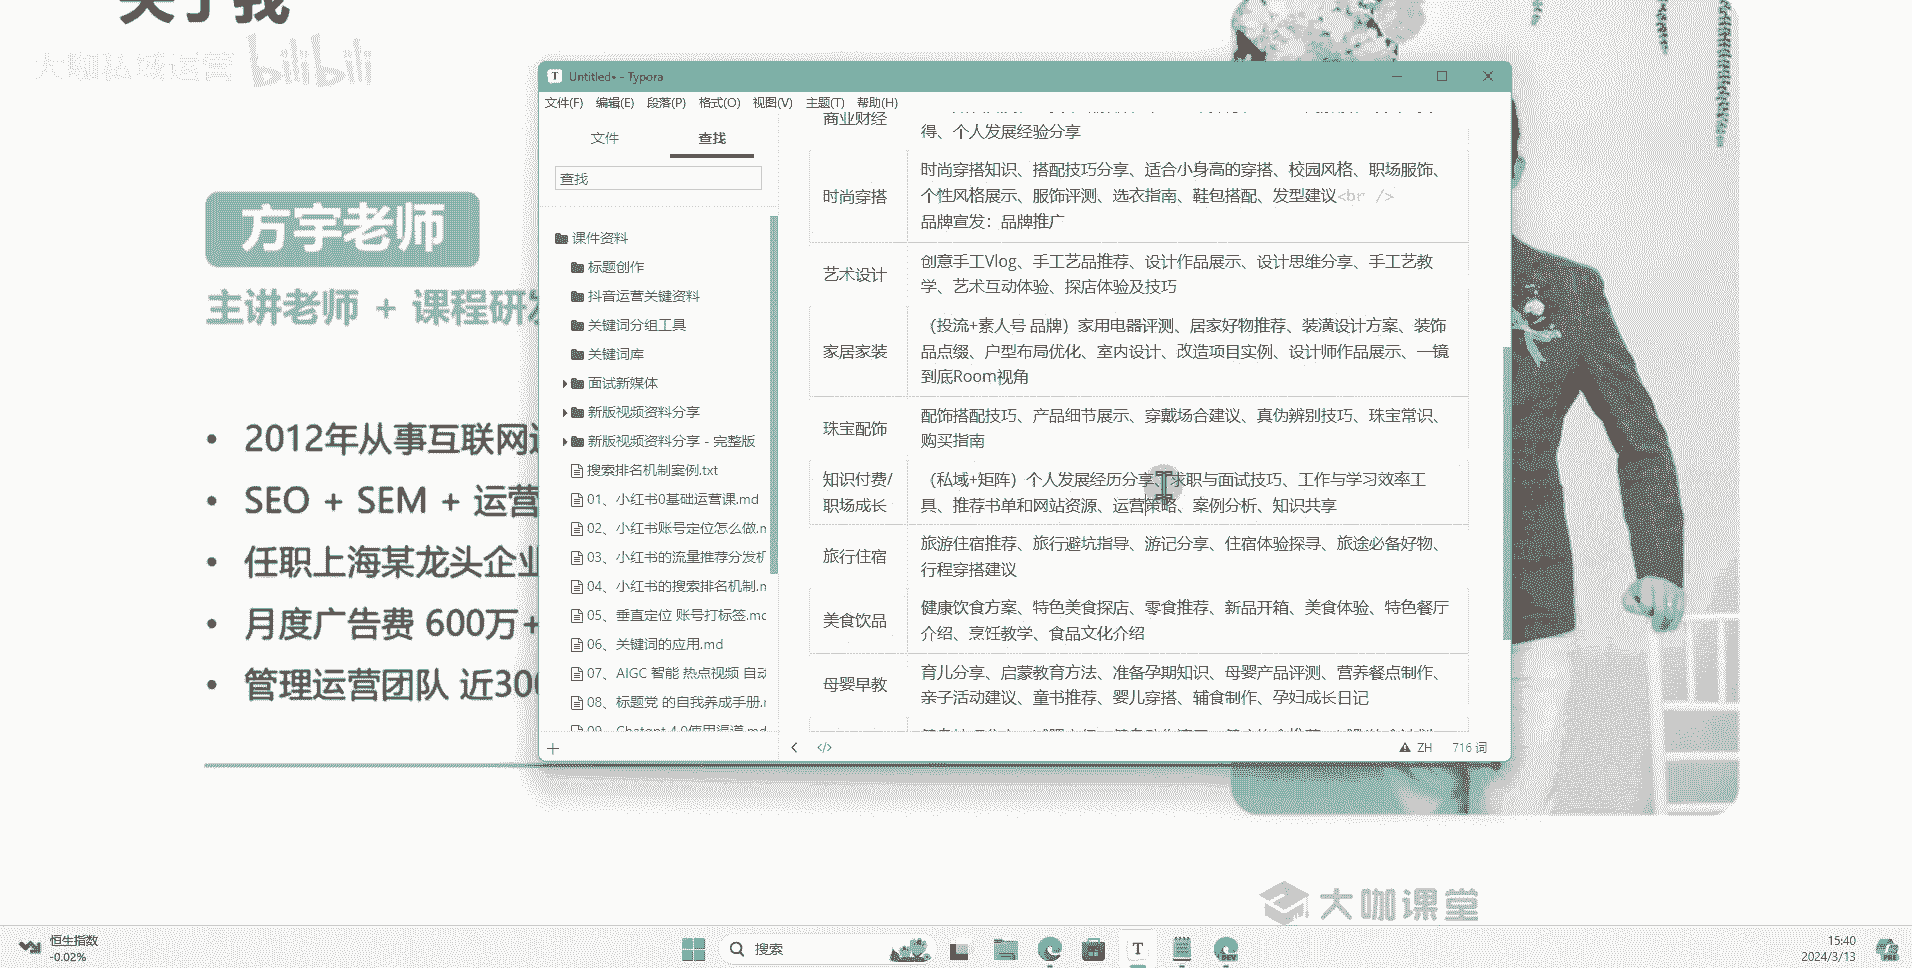 关于我
大咖私域运营 bilibili
方宇老师
主讲老师 + 课程研发
2012年从事互联网
SEO + SEM + 运营
任职上海某龙头企业
月度广告费 600万+
管理运营团队 近300
Untitled• - Typora
文件(F) 编辑(E) 段落(P) 格式(O) 视图(V) 主题(T) 帮助(H)
文件 查找
查找
课件资料
标题创作
抖音运营关键资料
关键词分组工具
关键词库
面试新媒体
新版视频资料分享
新版视频资料分享 - 完整版
搜索排名机制案例.txt
01、小红书0基础运营课.md
02、小红书账号定位怎么做.m
03、小红书的流量推荐分发机
04、小红书的搜索排名机制.m
05、垂直定位 账号打标签.mc
06、关键词的应用.md
07、AIGC 智能 热点视频 自动
08、标题党 的自我养成手册.r
09、Chatgpt 4.0使用渠道.md
商业财经
得、个人发展经验分享
时尚穿搭
时尚穿搭知识、搭配技巧分享、适合小身高的穿搭、校园风格、职场服饰、
个性风格展示、服饰评测、选衣指南、鞋包搭配、发型建议<br />
品牌宣发：品牌推广
艺术设计
创意手工Vlog、手工艺品推荐、设计作品展示、设计思维分享、手工艺教
学、艺术互动体验、探店体验及技巧
家居家装
（投流+素人号 品牌）家用电器评测、居家好物推荐、装潢设计方案、装饰
品点缀、户型布局优化、室内设计、改造项目实例、设计师作品展示、一镜
到底Room视角
珠宝配饰
配饰搭配技巧、产品细节展示、穿戴场合建议、真伪辨别技巧、珠宝常识、
购买指南
知识付费/
职场成长
（私域+矩阵）个人发展经历分享、求职与面试技巧、工作与学习效率工
具、推荐书单和网站资源、运营策略、案例分析、知识共享
旅行住宿
旅游住宿推荐、旅行避坑指导、游记分享、住宿体验探寻、旅途必备好物、
行程穿搭建议
美食饮品
健康饮食方案、特色美食探店、零食推荐、新品开箱、美食体验、特色餐厅
介绍、烹饪教学、食品文化介绍
母婴早教
育儿分享、启蒙教育方法、准备孕期知识、母婴产品评测、营养餐点制作、
亲子活动建议、童书推荐、婴儿穿搭、辅食制作、孕妇成长日记
ZH 716 词
大咖课堂
恒生指数
-0.02%
搜索
15:40
2024/3/13